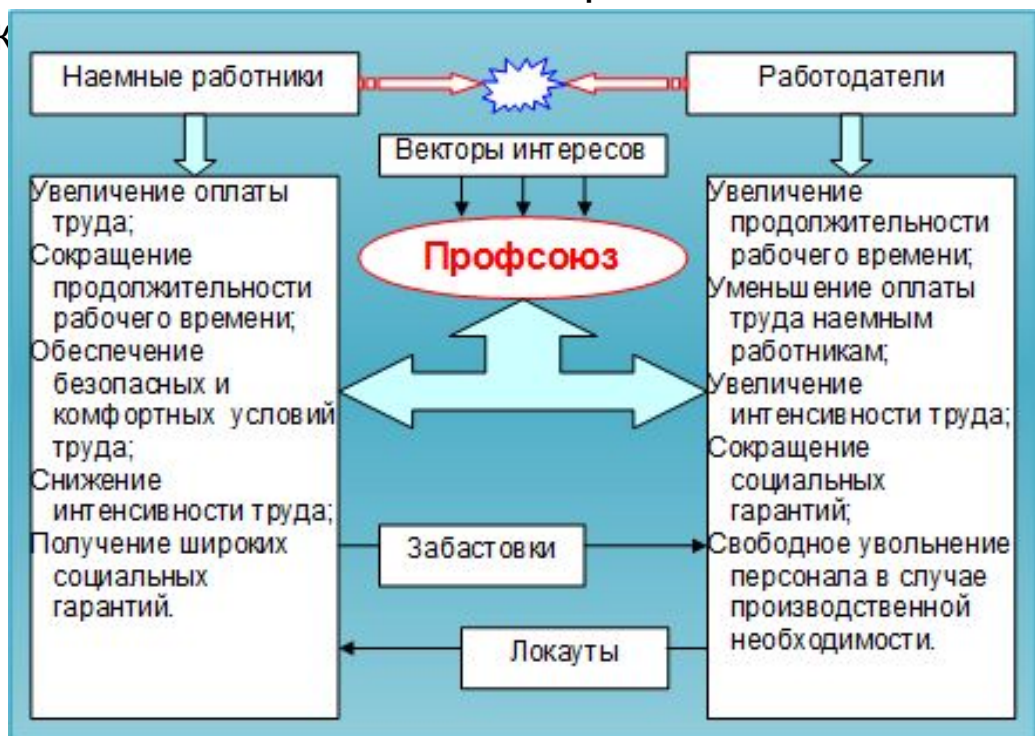 Наемные работники
Работодатели
Векторы интересов
Профсоюз
Увеличение оплаты
труда;
Сокращение
продолжительности
рабочего времени;
Обеспечение
безопасных и
комфортных условий
труда;
Снижение
интенсивности труда;
Получение широких
социальных
гарантий.
Забастовки
Локауты
Увеличение
продолжительности
рабочего времени;
Уменьшение оплаты
труда наемным
работникам;
Увеличение
интенсивности труда;
Сокращение
социальных
гарантий;
Свободное увольнение
персонала в случае
производственной
необходимости.